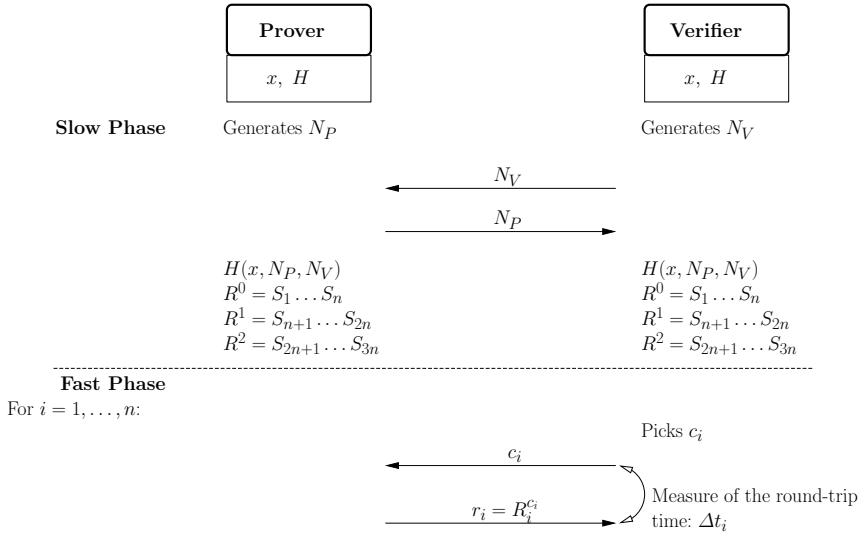 Prover Verifier
x, H x, H
Slow Phase Generates N_P Generates N_V
N_V
N_P
H(x, N_P, N_V) H(x, N_P, N_V)
R^0 = S_1 … S_n R^0 = S_1 … S_n
R^1 = S_{n+1} … S_{2n} R^1 = S_{n+1} … S_{2n}
R^2 = S_{2n+1} … S_{3n} R^2 = S_{2n+1} … S_{3n}
Fast Phase
For i = 1, …, n:
Picks c_i
c_i
r_i = R_i^{c_i}
Measure of the round-trip
time: Δt_i